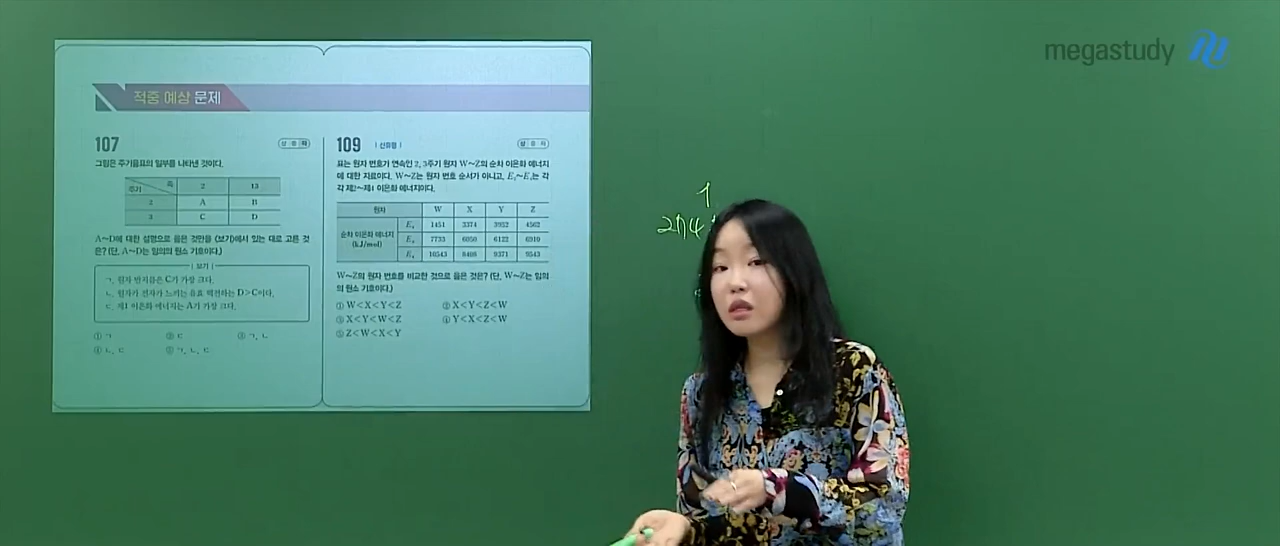 megastudy
적중 예상 문제
107
상 중 하
그림은 주기율표의 일부를 나타낸 것이다.
주기 족 2 13
2 A B
3 C D
A~D에 대한 설명으로 옳은 것만을 <보기>에서 있는 대로 고른 것
은? (단, A~D는 임의의 원소 기호이다.)
보기
ㄱ. 원자 반지름은 C가 가장 크다.
ㄴ. 원자가 전자가 느끼는 유효 핵전하는 D>C이다.
ㄷ. 제1 이온화 에너지는 A가 가장 크다.
① ㄱ ② ㄷ ③ ㄱ, ㄴ
④ ㄴ, ㄷ ⑤ ㄱ, ㄴ, ㄷ
109 | 신유형 |
상 중 하
표는 원자 번호가 연속인 2, 3주기 원자 W~Z의 순차 이온화 에너지
에 대한 자료이다. W~Z는 원자 번호 순서가 아니고, E₂~E₄는 각
각 제2~제4 이온화 에너지이다.
원자 W X Y Z
순차 이온화 에너지 (kJ/mol)
E₂ 1451 3374 3952 4562
7733 6050 6122 6910
10543 8408 9371 9543
W~Z의 원자 번호를 비교한 것으로 옳은 것은? (단, W~Z는 임의
의 원소 기호이다.)
① W<X<Y<Z ② X<Y<Z<W
③ X<Y<W<Z ④ Y<X<Z<W
⑤ Z<W<X<Y
1